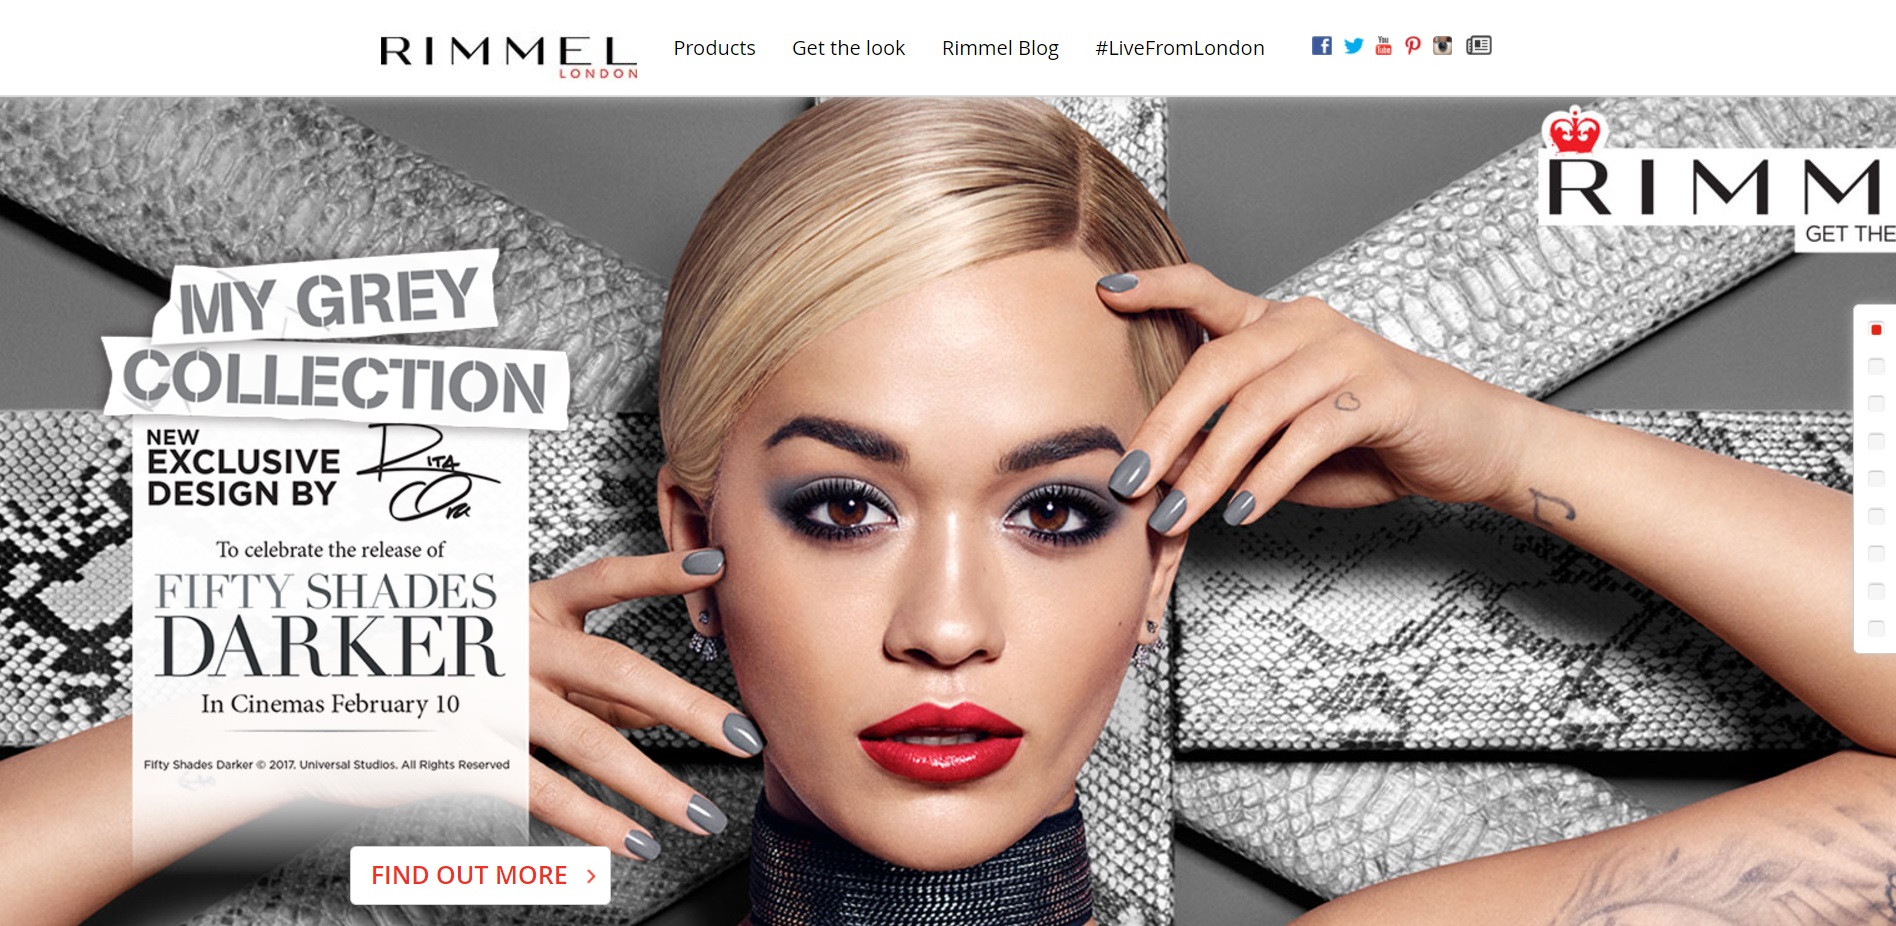 RIMMEL
LONDON
Products
Get the look
Rimmel Blog
#LiveFromLondon
You
Tube
RIMM
GET THE
MY GREY
COLLECTION
NEW
EXCLUSIVE
DESIGN BY
RITA
ORA
To celebrate the release of
FIFTY SHADES
DARKER
In Cinemas February 10
Fifty Shades Darker © 2017. Universal Studios. All Rights Reserved
FIND OUT MORE